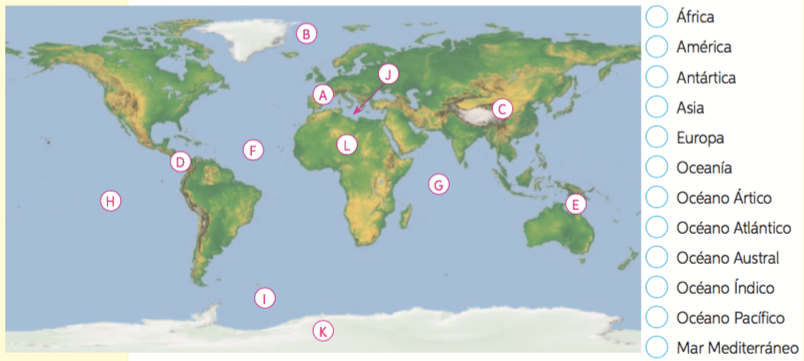 B
J
A
C
L
F
D
G
H
E
I
K
África
América
Antártica
Asia
Europa
Oceanía
Océano Ártico
Océano Atlántico
Océano Austral
Océano Índico
Océano Pacífico
Mar Mediterráneo